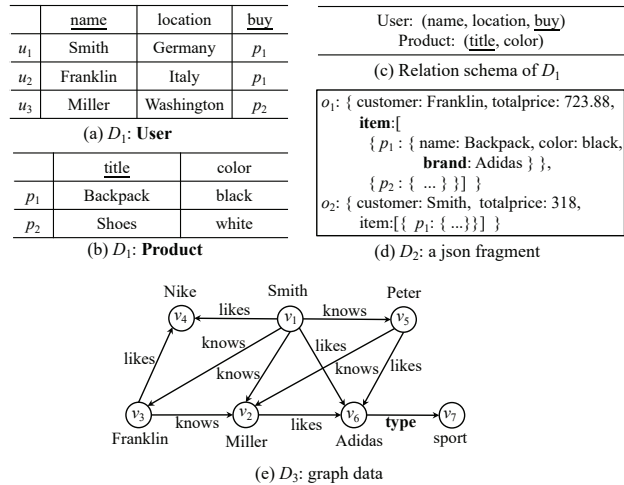 name location buy
u1 Smith Germany p1
u2 Franklin Italy p1
u3 Miller Washington p2
(a) D1: User
title color
p1 Backpack black
p2 Shoes white
(b) D1: Product
User: (name, location, buy)
Product: (title, color)
(c) Relation schema of D1
o1: { customer: Franklin, totalprice: 723.88,
item:[
{ p1 : { name: Backpack, color: black,
brand: Adidas } },
{ p2 : { ... } }] }
o2: { customer: Smith, totalprice: 318,
item:[{ p1: { ...}}] }
(d) D2: a json fragment
Nike Smith Peter
v4 likes v1 knows v5
likes knows knows likes knows likes
v3 knows v2 likes v6 type v7
Franklin Miller Adidas sport
(e) D3: graph data